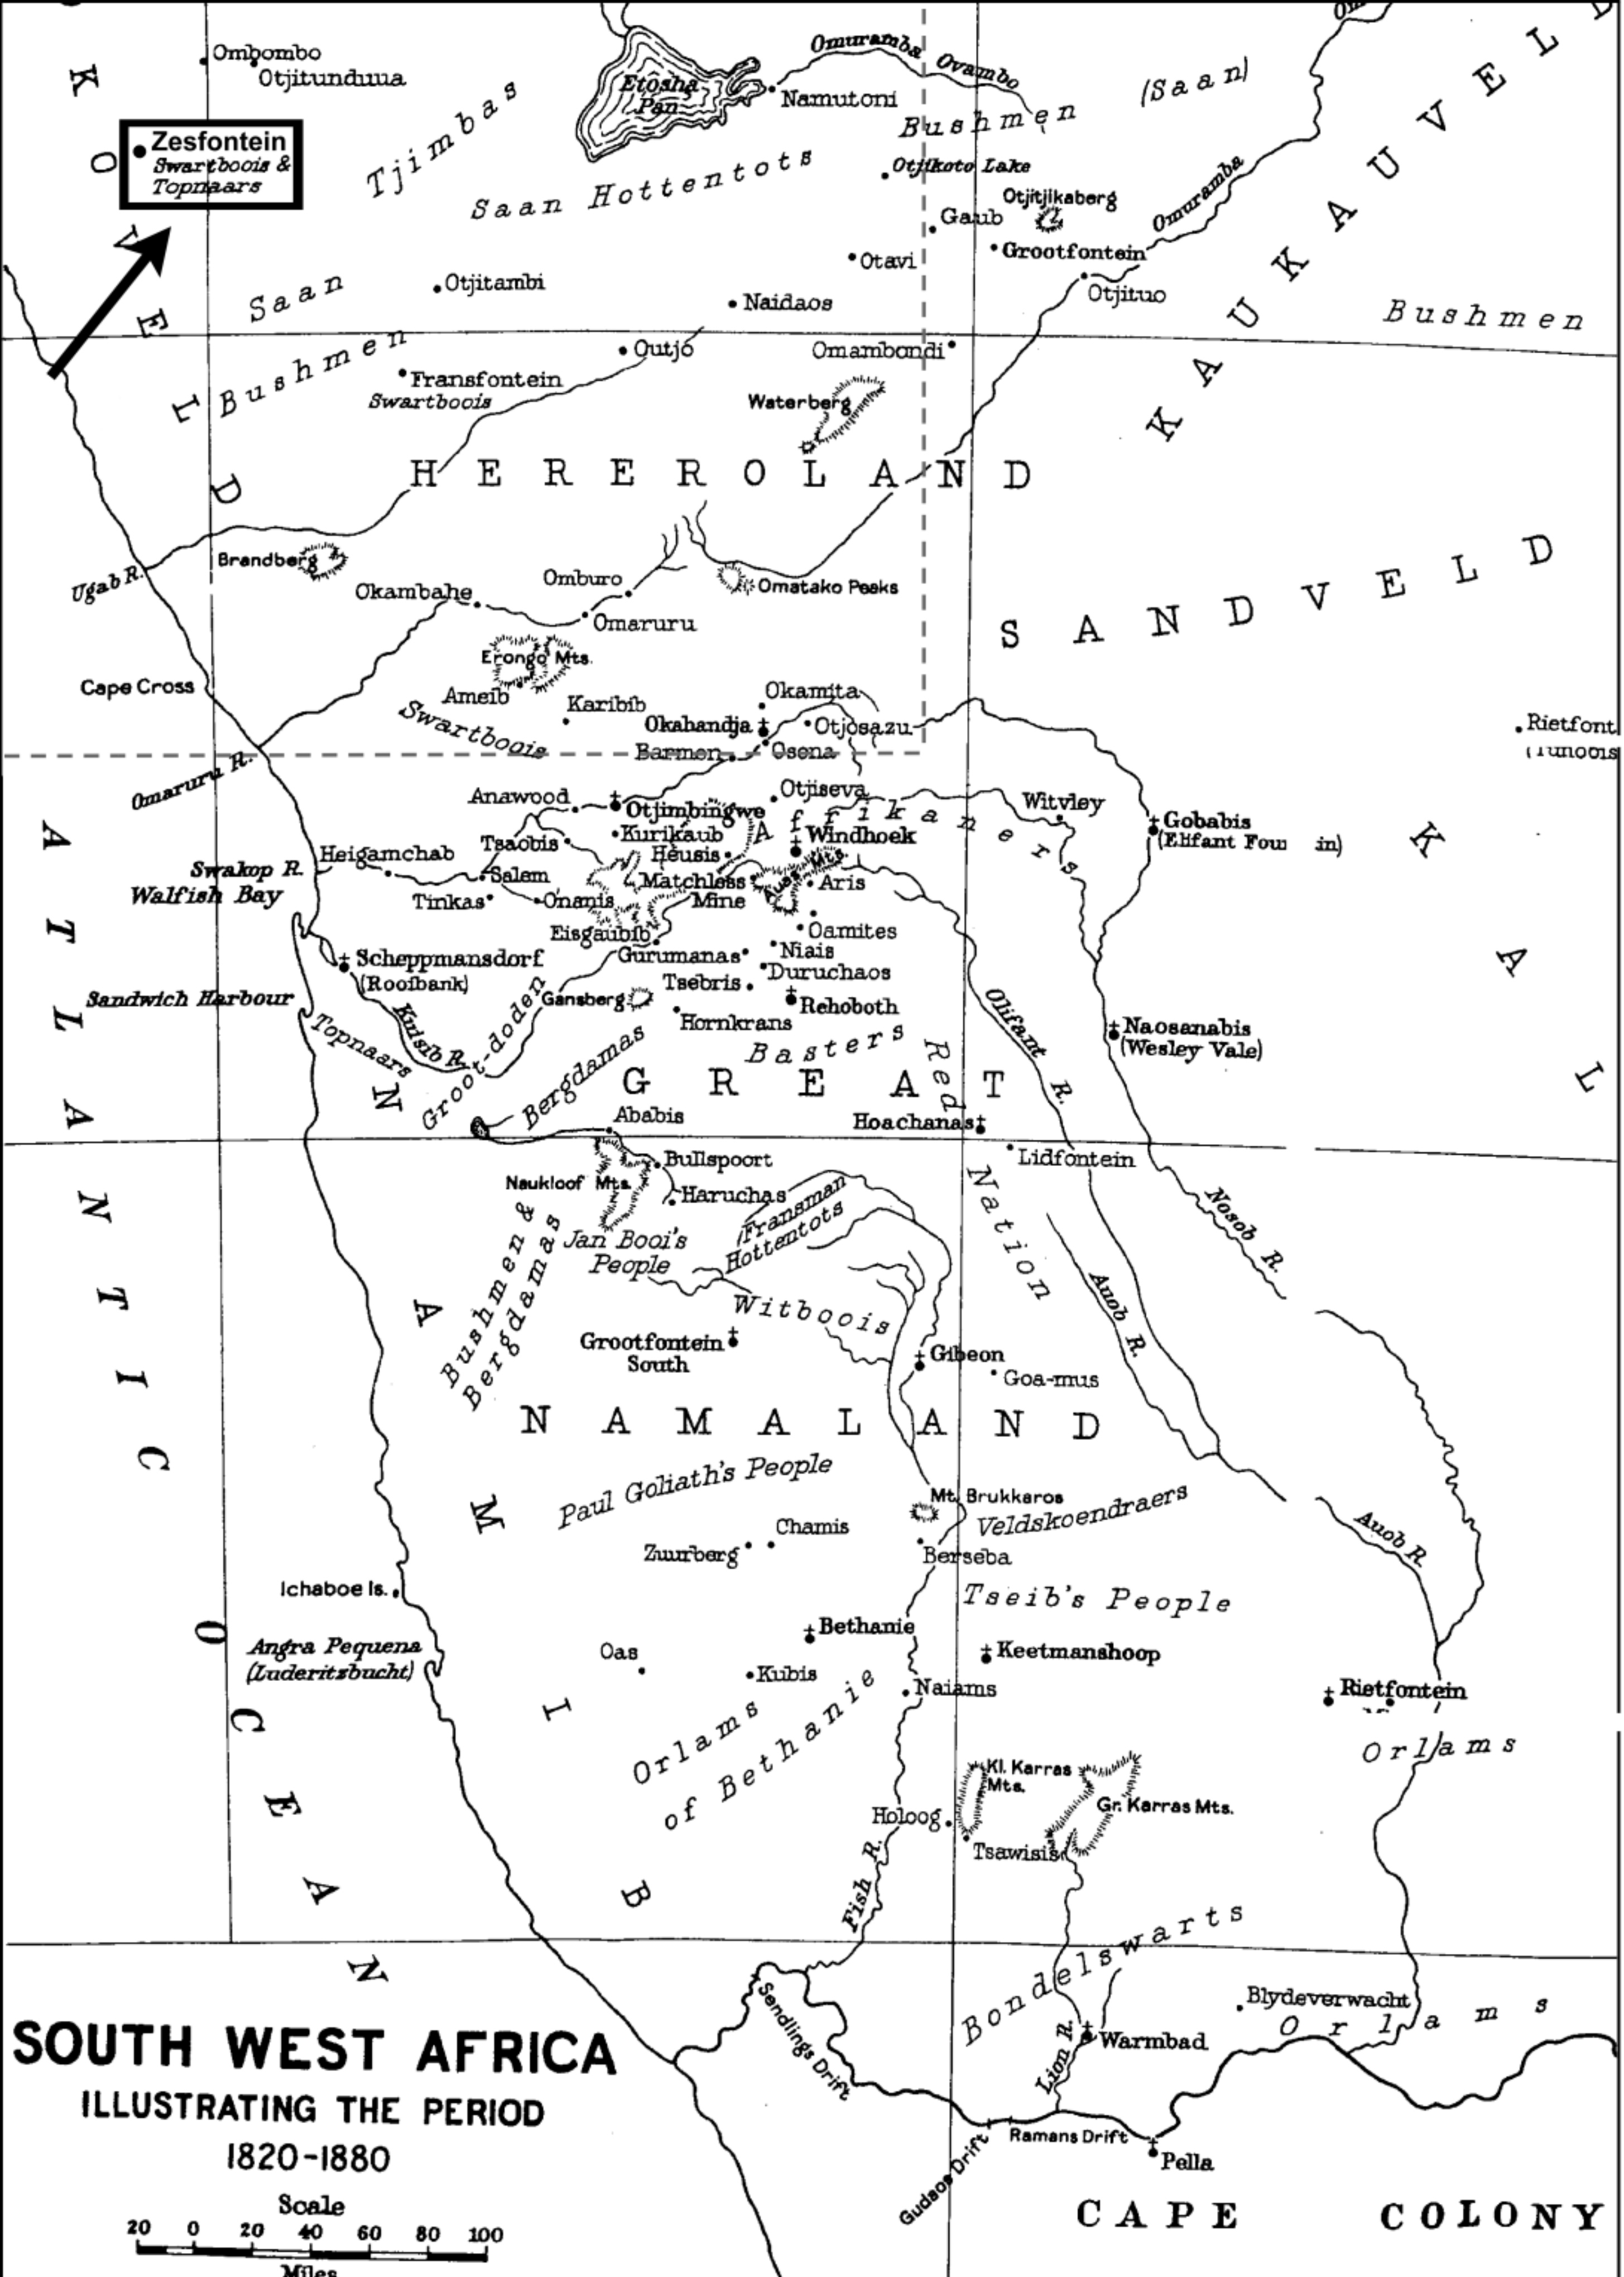 Omuramba Ovambo
Ombombo
Otjitunduua
Etosha
Pan
Namutoni
(Saan)
Bushmen
Zesfontein
Swartboois &
Topnaars
Tjimbas
Saan Hottentots
Otjikoto Lake
Otjitjikaberg
Gaub
Grootfontein
Omuramba
Otavi
Otjituo
KAUKAUVELD
KOVELD
Saan
Bushmen
Otjitambi
Naidaos
Bushmen
Outjo
Omambondi
Fransfontein
Swartboois
Waterberg
HEREROLAND
Ugab R.
Brandberg
Okambahe
Omburo
Omatako Peaks
Omaruru
SANDVELD
Erongo Mts.
Cape Cross
Ameib
Karibib
Okamita
Swartboois
Okahandja
Otjosazu
Barmen
Osona
Rietfont
Omaruru R.
Otjiseva
Anawood
Otjimbingwe
Afrikaners
Witvley
Gobabis
(Elifant Fou in)
Kurikaub
Windhoek
Tsaobis
Heusis
Heigamchab
Swakop R.
Salem
Matchless
Mine
Auas Mts.
Aris
Walfish Bay
Tinkas
Onanis
Eisgaubib
Oamites
Scheppmansdorf
(Rooibank)
Gurumanas
Niais
Duruchaos
Tsebris
Sandwich Harbour
Gansberg
Rehoboth
Hornkrans
Kuisib R.
Topnaars
Groot-doden
Bergdamas
Basters
Olifant R.
Naosanabis
(Wesley Vale)
KAL
GREAT
Red
Nation
Ababis
Hoachanas
Lidfontein
Bullspoort
Naukloof Mts.
Haruchas
Fransman
Hottentots
Nosob R.
Jan Booi's
People
Bushmen &
Bergdamas
Auob R.
Witboois
Grootfontein
South
Gibeon
Goa-mus
NAMALAND
Paul Goliath's People
Mt. Brukkaros
Veldskoendraers
Chamis
Zuurberg
Berseba
Auob R.
Ichaboe Is.
Tseib's People
Bethanie
Angra Pequena
(Luderitzbucht)
Oas
Kubis
Keetmanshoop
Naiams
Rietfontein
Orlams
of Bethanie
Orlams
Kl. Karras
Mts.
Gr. Karras Mts.
Holoog
Tsawisis
Fish R.
NAMIB
ATLANTIC OCEAN
Bondelswarts
Blydeverwacht
Orlams
Sendlings Drift
Lion R.
Warmbad
Ramans Drift
Gudaos Drift
Pella
CAPE COLONY
SOUTH WEST AFRICA
ILLUSTRATING THE PERIOD
1820-1880
Scale
20 0 20 40 60 80 100
Miles